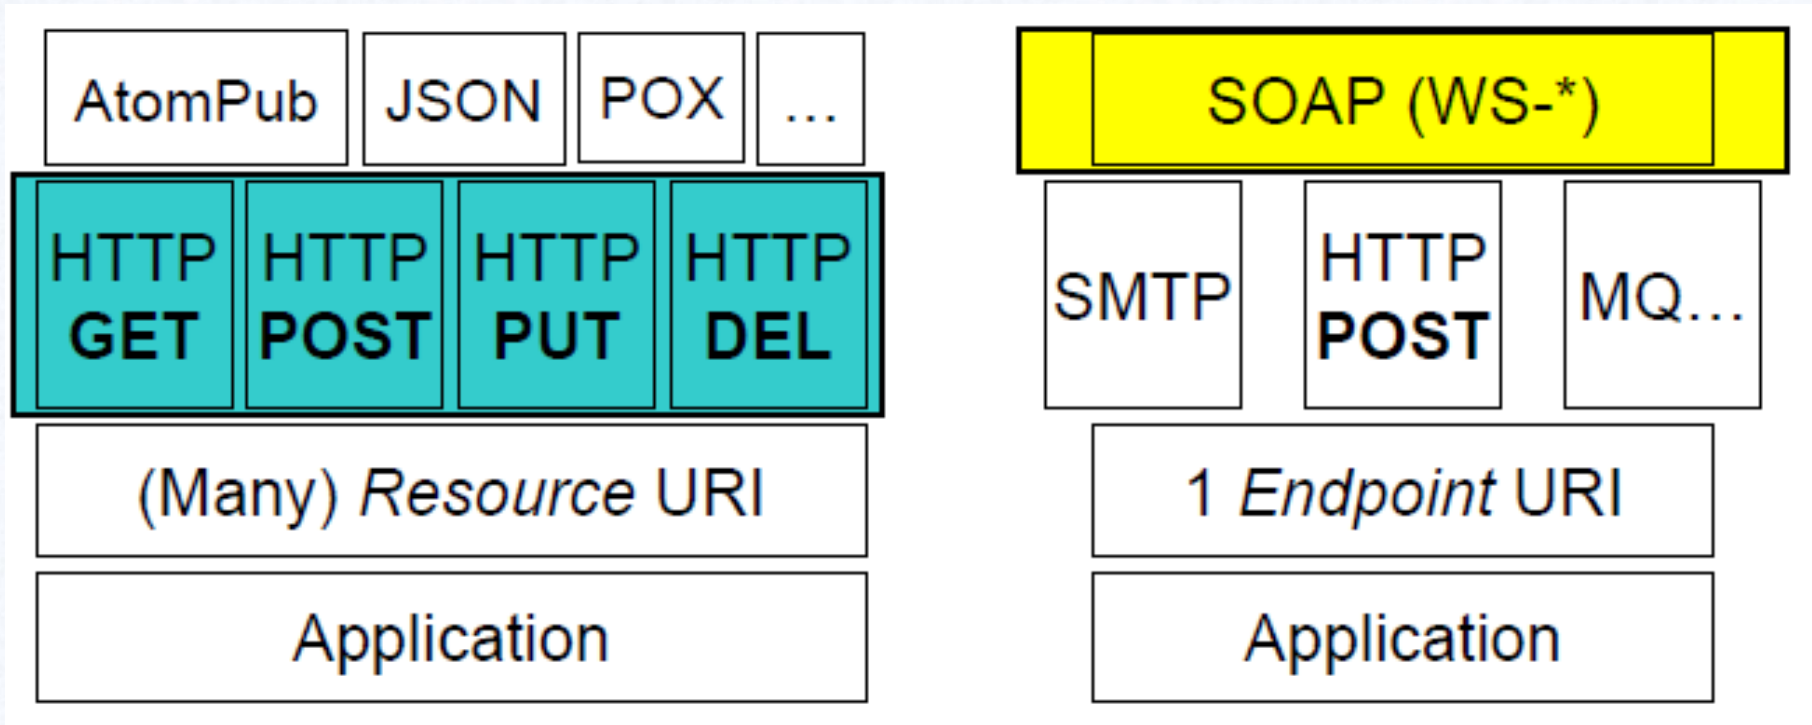 AtomPub JSON POX ...
HTTP HTTP HTTP HTTP
GET POST PUT DEL
(Many) Resource URI
Application
SOAP (WS-*)
SMTP
HTTP
POST
MQ...
1 Endpoint URI
Application